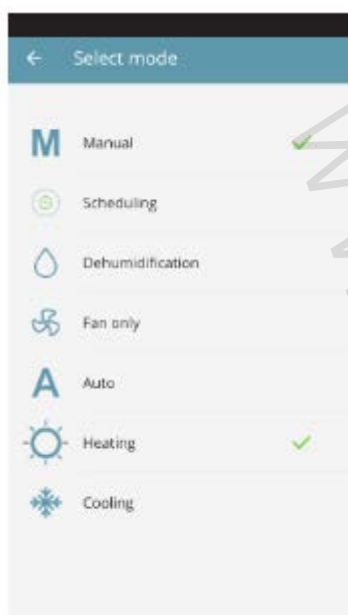 Select mode
M Manual
Scheduling
Dehumidification
Fan only
A Auto
Heating
Cooling